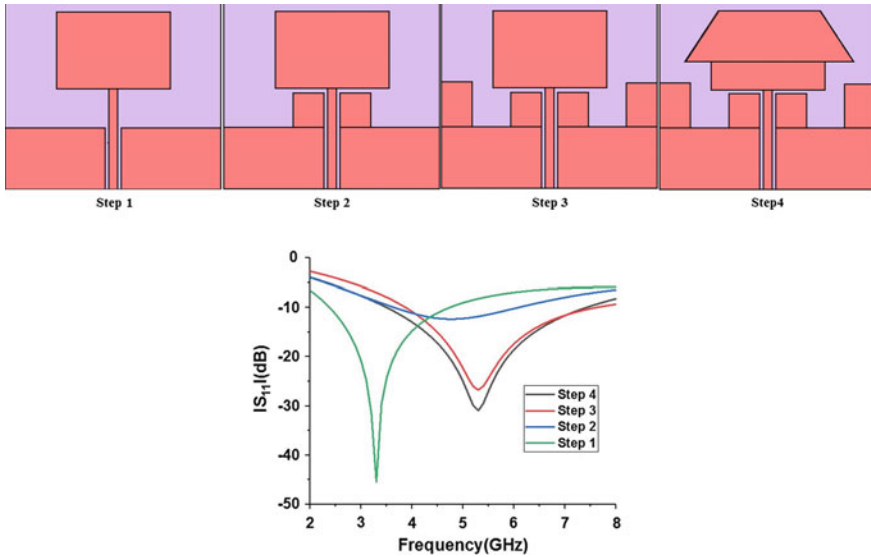 Step 1
Step 2
Step 3
Step4
0
-10
-20
-30
-40
-50
|S₁₁|(dB)
Step 4
Step 3
Step 2
Step 1
2 3 4 5 6 7 8
Frequency(GHz)